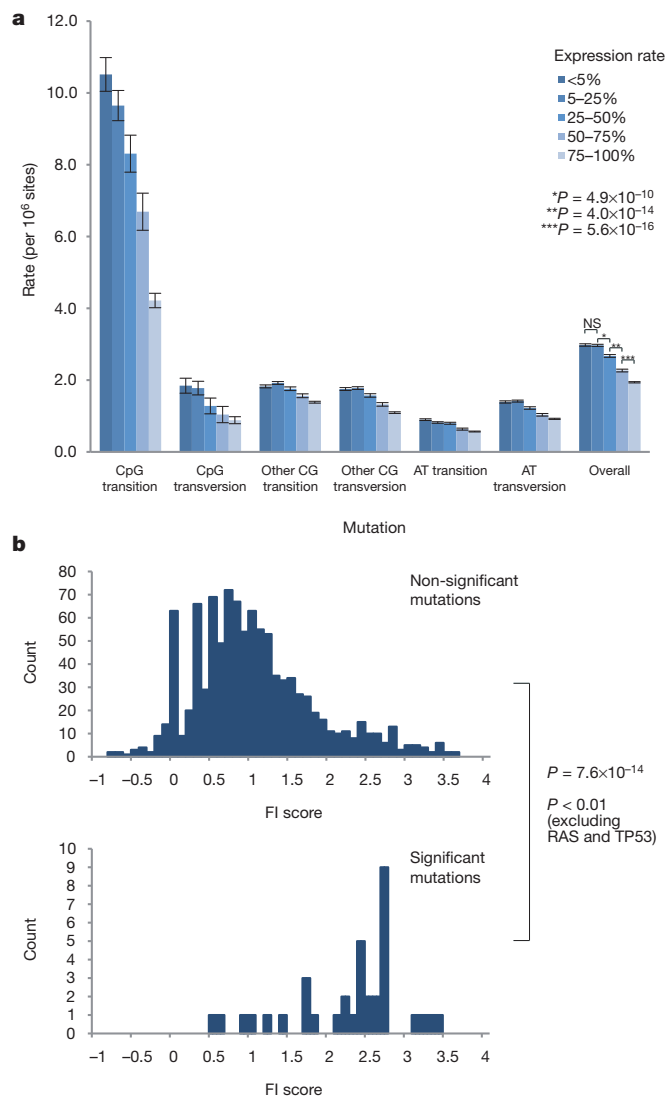 a
12.0
10.0
8.0
6.0
4.0
2.0
0.0
Rate (per 10⁶ sites)
Expression rate
<5%
5–25%
25–50%
50–75%
75–100%
*P = 4.9×10⁻¹⁰
**P = 4.0×10⁻¹⁴
***P = 5.6×10⁻¹⁶
NS
*
**
***
CpG transition
CpG transversion
Other CG transition
Other CG transversion
AT transition
AT transversion
Overall
Mutation
b
80
70
60
50
40
30
20
10
0
Count
Non-significant
mutations
–1 –0.5 0 0.5 1 1.5 2 2.5 3 3.5 4
FI score
P = 7.6×10⁻¹⁴
P < 0.01
(excluding
RAS and TP53)
10
9
8
7
6
5
4
3
2
1
0
Count
Significant
mutations
–1 –0.5 0 0.5 1 1.5 2 2.5 3 3.5 4
FI score